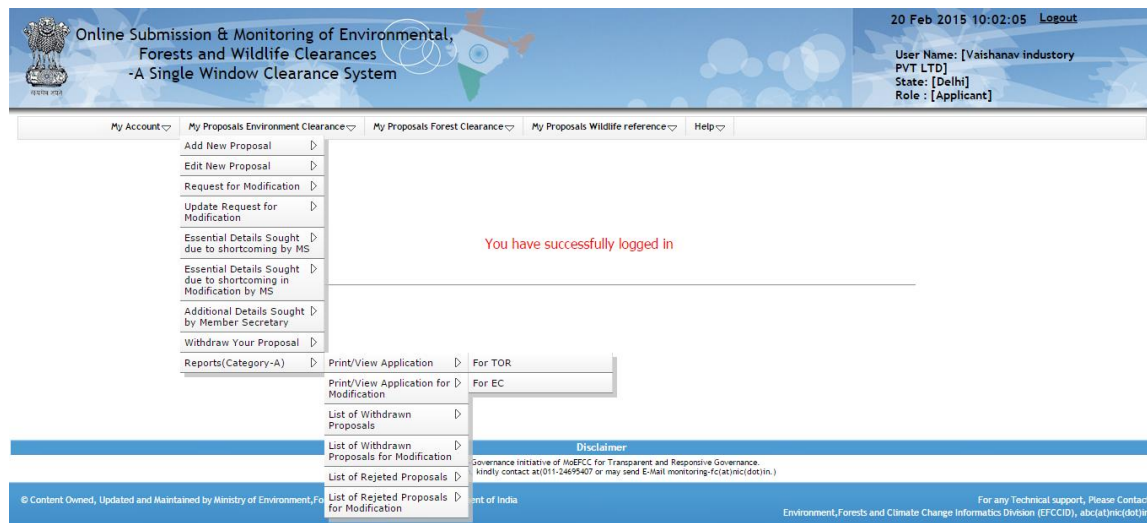 Online Submission & Monitoring of Environmental,
Forests and Wildlife Clearances
-A Single Window Clearance System
20 Feb 2015 10:02:05 Logout
User Name: [Vaishanav industory
PVT LTD]
State: [Delhi]
Role : [Applicant]
My Account My Proposals Environment Clearance My Proposals Forest Clearance My Proposals Wildlife reference Help
Add New Proposal
Edit New Proposal
Request for Modification
Update Request for
Modification
Essential Details Sought
due to shortcoming by MS
Essential Details Sought
due to shortcoming in
Modification by MS
Additional Details Sought
by Member Secretary
Withdraw Your Proposal
Reports(Category-A)
You have successfully logged in
Print/View Application
Print/View Application for
Modification
List of Withdrawn
Proposals
List of Withdrawn
Proposals for Modification
List of Rejeted Proposals
List of Rejeted Proposals
for Modification
For TOR
For EC
Disclaimer
Governance initiative of MoEFCC for Transparent and Responsive Governance.
kindly contact at(011-24695407 or may send E-Mail monitoring-fc(at)nic(dot)in.)
© Content Owned, Updated and Maintained by Ministry of Environment,Fo
ent of India
For any Technical support, Please Contac
Environment,Forests and Climate Change Informatics Division (EFCCID), abc(at)nic(dot)in